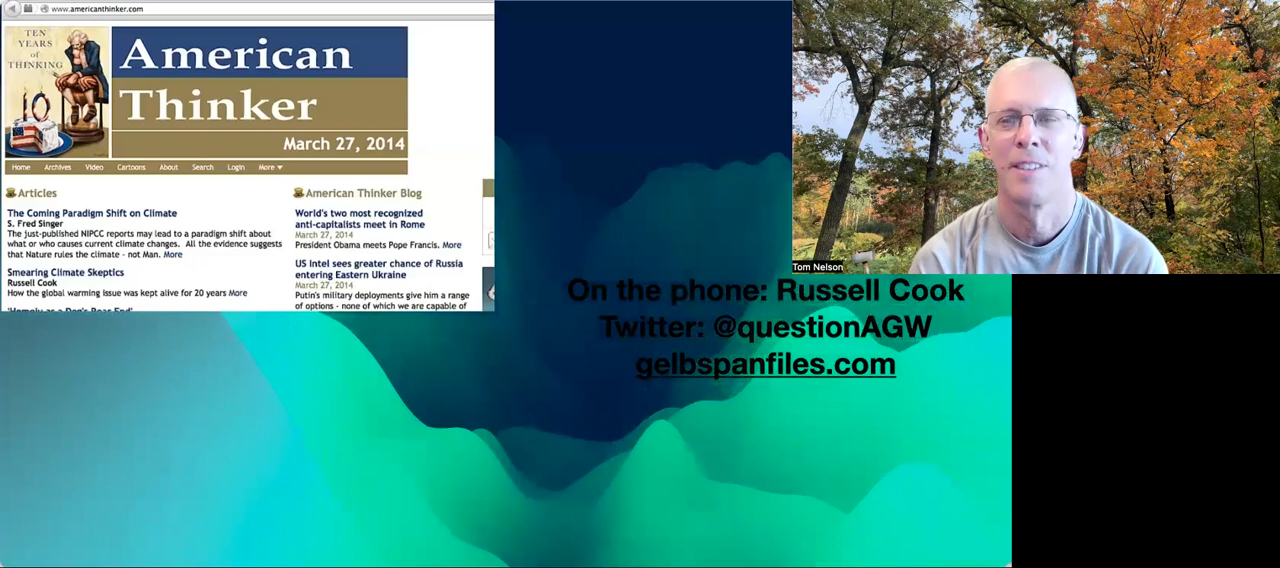 www.americanthinker.com
TEN
YEARS
of
THINKING
10
American
Thinker
March 27, 2014
Home Archives Video Cartoons About Search Login More
Articles
The Coming Paradigm Shift on Climate
S. Fred Singer
The just-published NIPCC reports may lead to a paradigm shift about
what or who causes current climate changes. All the evidence suggests
that Nature rules the climate - not Man. More
Smearing Climate Skeptics
Russell Cook
How the global warming issue was kept alive for 20 years More
American Thinker Blog
World's two most recognized
anti-capitalists meet in Rome
March 27, 2014
President Obama meets Pope Francis. More
US Intel sees greater chance of Russia
entering Eastern Ukraine
March 27, 2014
Putin's military deployments give him a range
of options - none of which we are capable of
Tom Nelson
On the phone: Russell Cook
Twitter: @questionAGW
gelbspanfiles.com